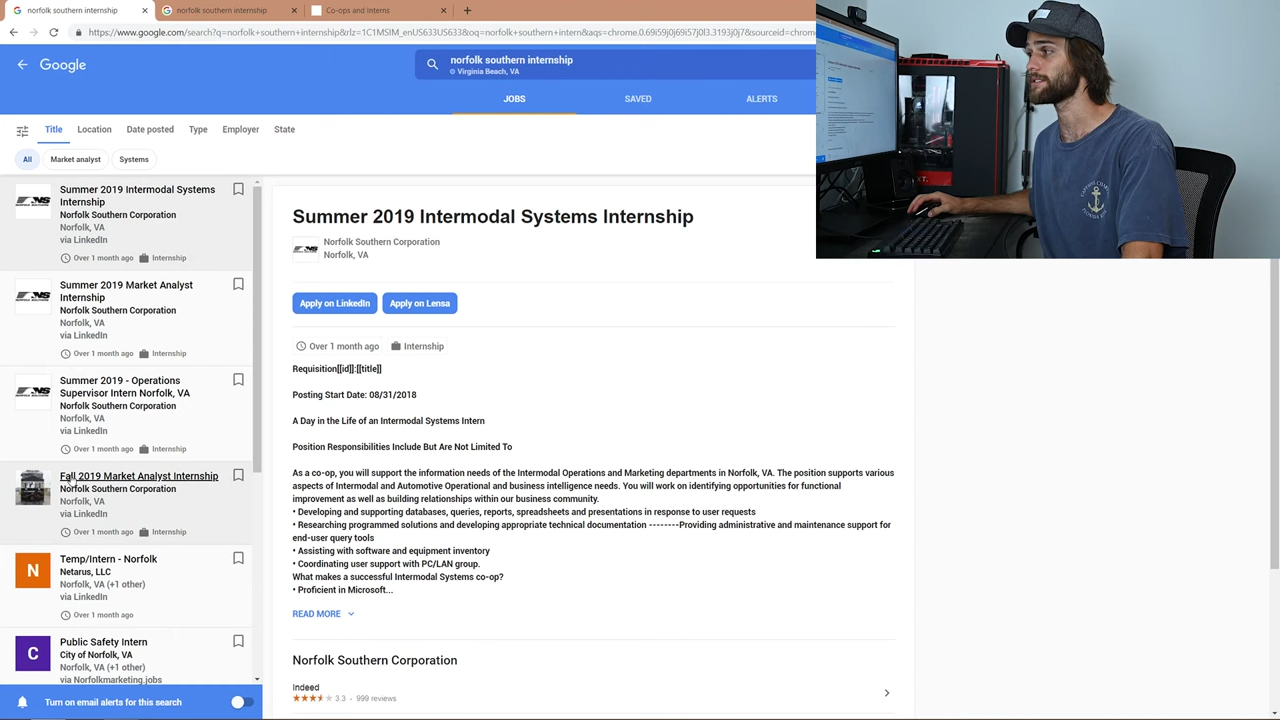 norfolk southern internship
norfolk southern internship
Co-ops and Interns
https://www.google.com/search?q=norfolk+southern+internship&rlz=1C1MSIM_enUS633US633&oq=norfolk+southern+intern&aqs=chrome.0.69i59j0j69i57j0l3.3193j0j7&sourceid=chrome
Google
norfolk southern internship
Virginia Beach, VA
JOBS SAVED ALERTS
Title Location Date posted Type Employer State
All Market analyst Systems
Summer 2019 Intermodal Systems
Internship
Norfolk Southern Corporation
Norfolk, VA
via LinkedIn
Over 1 month ago Internship
Summer 2019 Market Analyst
Internship
Norfolk Southern Corporation
Norfolk, VA
via LinkedIn
Over 1 month ago Internship
Summer 2019 - Operations
Supervisor Intern Norfolk, VA
Norfolk Southern Corporation
Norfolk, VA
via LinkedIn
Over 1 month ago Internship
Fall 2019 Market Analyst Internship
Norfolk Southern Corporation
Norfolk, VA
via LinkedIn
Over 1 month ago Internship
N
Temp/Intern - Norfolk
Netarus, LLC
Norfolk, VA (+1 other)
via LinkedIn
Over 1 month ago
C
Public Safety Intern
City of Norfolk, VA
Norfolk, VA (+1 other)
via Norfolkmarketing.jobs
Turn on email alerts for this search
Summer 2019 Intermodal Systems Internship
Norfolk Southern Corporation
Norfolk, VA
Apply on LinkedIn Apply on Lensa
Over 1 month ago Internship
Requisition[[id]]:[[title]]
Posting Start Date: 08/31/2018
A Day in the Life of an Intermodal Systems Intern
Position Responsibilities Include But Are Not Limited To
As a co-op, you will support the information needs of the Intermodal Operations and Marketing departments in Norfolk, VA. The position supports various
aspects of Intermodal and Automotive Operational and business intelligence needs. You will work on identifying opportunities for functional
improvement as well as building relationships within our business community.
• Developing and supporting databases, queries, reports, spreadsheets and presentations in response to user requests
• Researching programmed solutions and developing appropriate technical documentation --------Providing administrative and maintenance support for
end-user query tools
• Assisting with software and equipment inventory
• Coordinating user support with PC/LAN group.
What makes a successful Intermodal Systems co-op?
• Proficient in Microsoft...
READ MORE
Norfolk Southern Corporation
Indeed
3.3 - 999 reviews